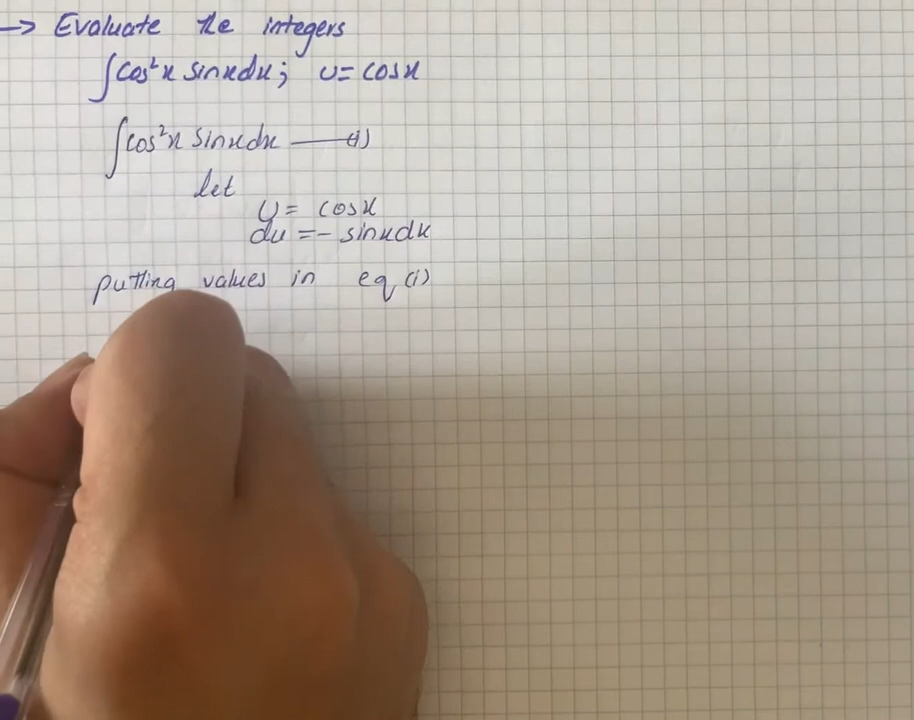 → Evaluate the integers
∫cos²x sinxdx; u= cosx
∫cos²x sinxdx —(i)
let
u= cosx
du =- sinxdx
putting values in eq (i)